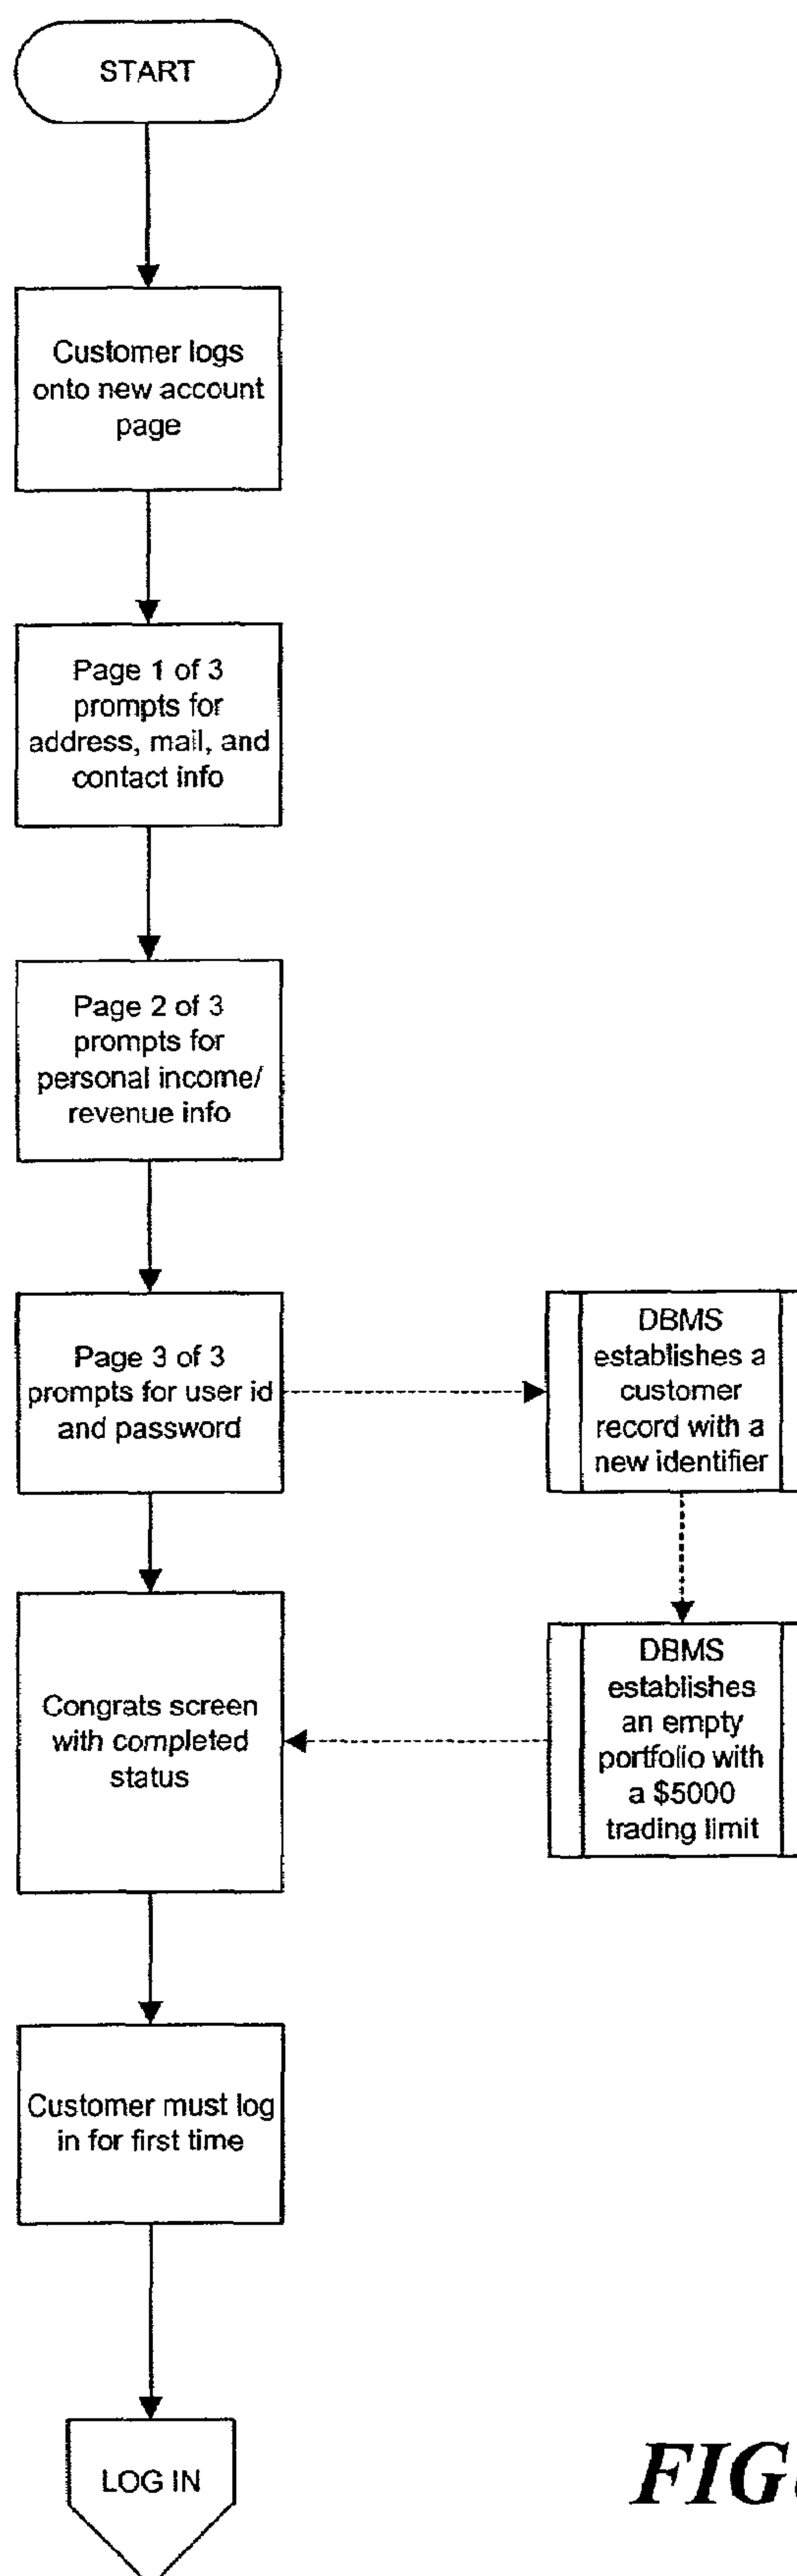 START
Customer logs
onto new account
page
Page 1 of 3
prompts for
address, mail, and
contact info
Page 2 of 3
prompts for
personal income/
revenue info
Page 3 of 3
prompts for user id
and password
DBMS
establishes a
customer
record with a
new identifier
Congrats screen
with completed
status
DBMS
establishes
an empty
portfolio with
a $5000
trading limit
Customer must log
in for first time
LOG IN